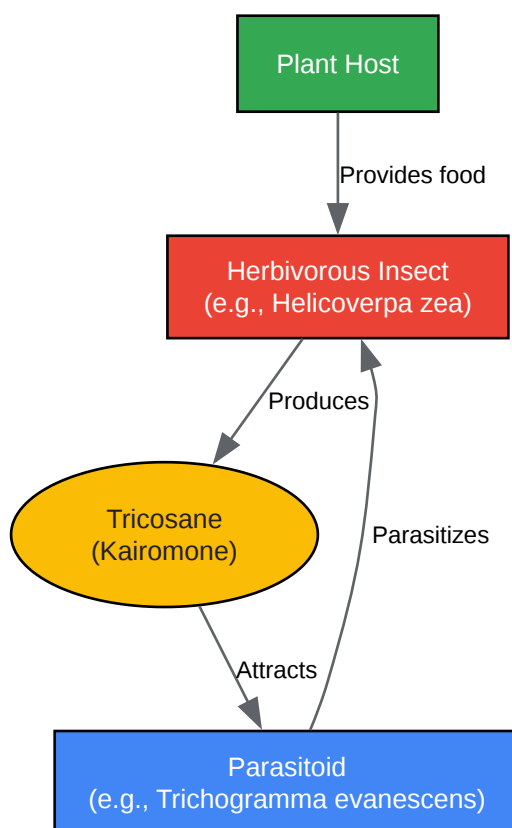 Plant Host
Provides food
Herbivorous Insect
(e.g., Helicoverpa zea)
Produces
Tricosane
(Kairomone)
Parasitizes
Attracts
Parasitoid
(e.g., Trichogramma evanescens)